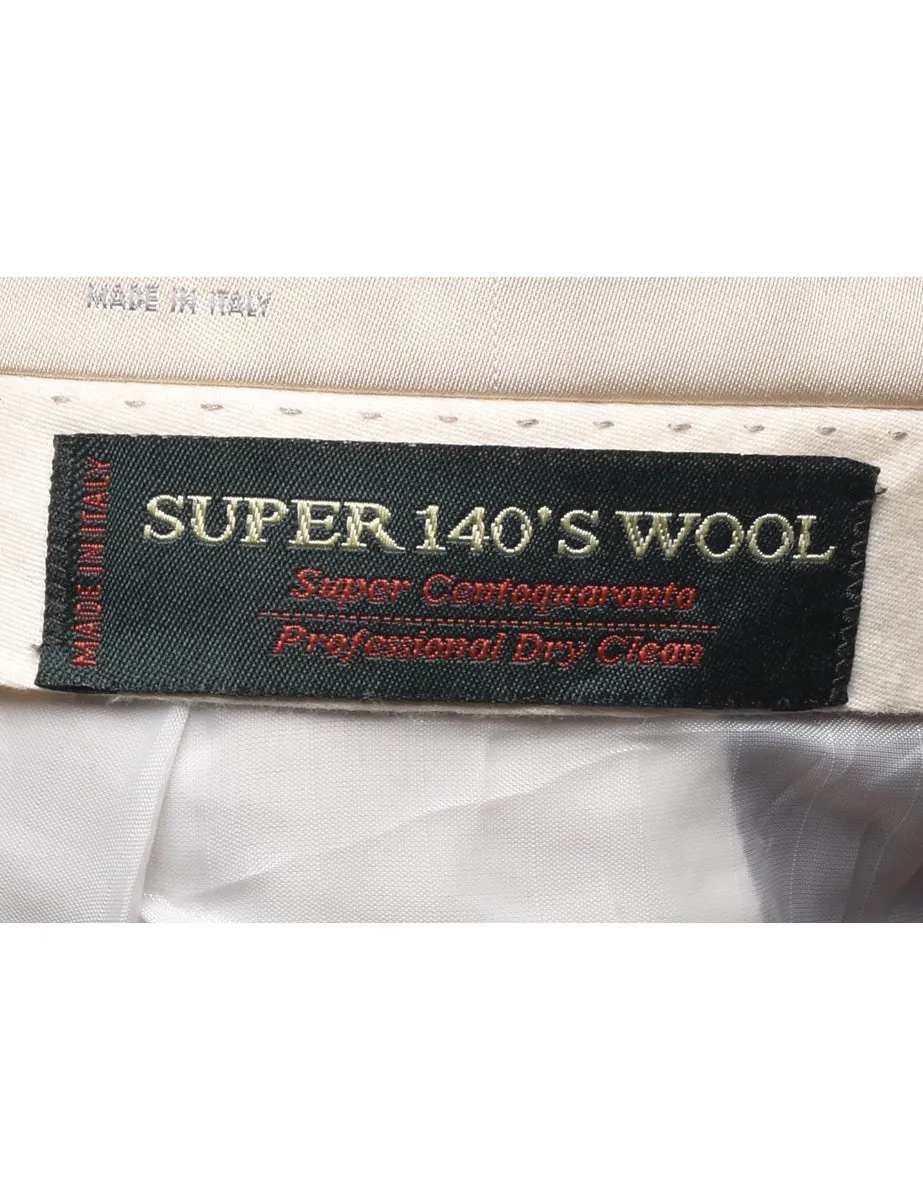 MADE IN ITALY
MADE IN ITALY
SUPER 140'S WOOL
Super Centoquaranta
Professional Dry Clean